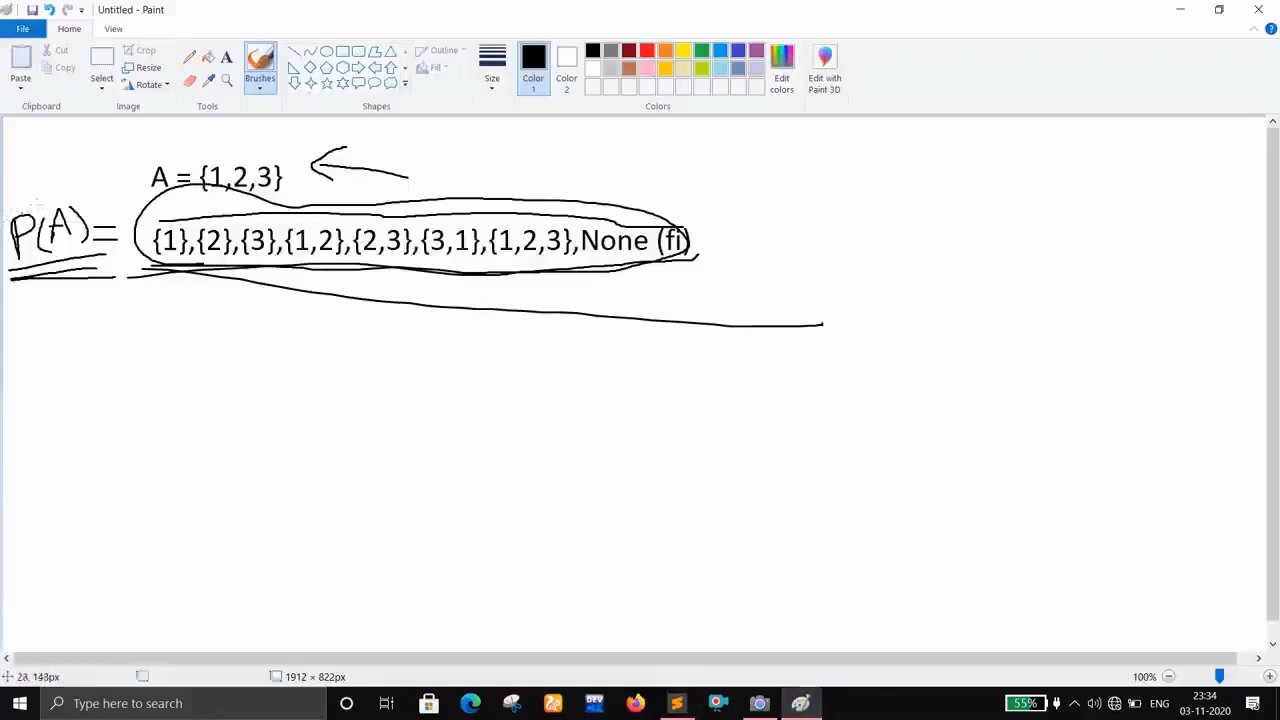 Untitled - Paint
File Home View
Cut Crop Outline
Copy Resize Fill
Paste Select Rotate Brushes Size Color 1 Color 2 Edit colors Edit with Paint 3D
Clipboard Image Tools Shapes Colors
A = {1,2,3}
P(A)= {1},{2},{3},{1,2},{2,3},{3,1},{1,2,3},None (fi)
28, 148px 1912 × 822px 100%
Type here to search 55% ENG 23:34
03-11-2020